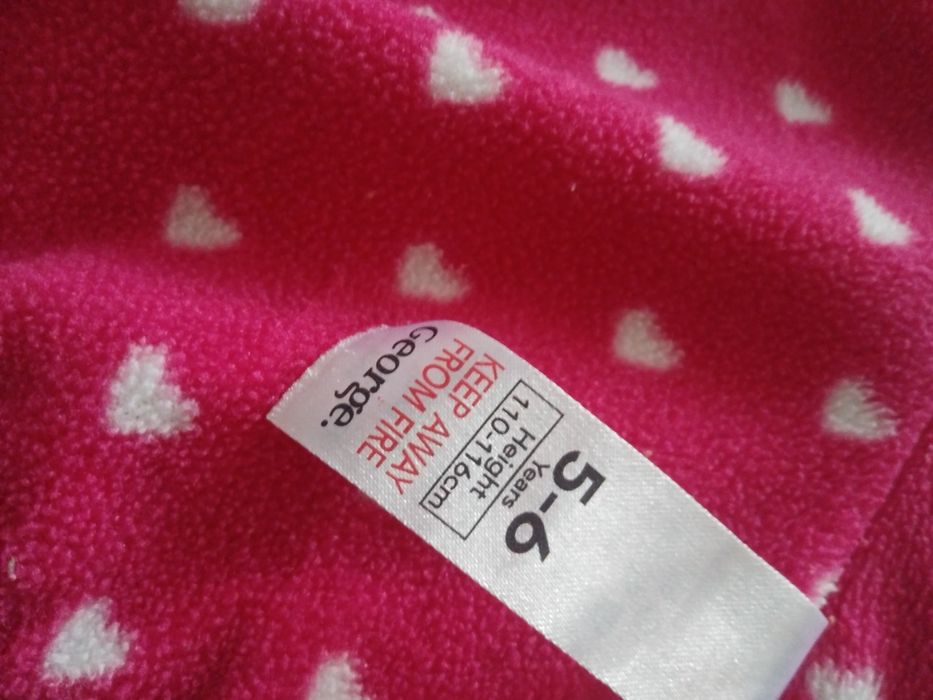 George.
KEEP AWAY
FROM FIRE
110-116cm
Height
Years
5-6